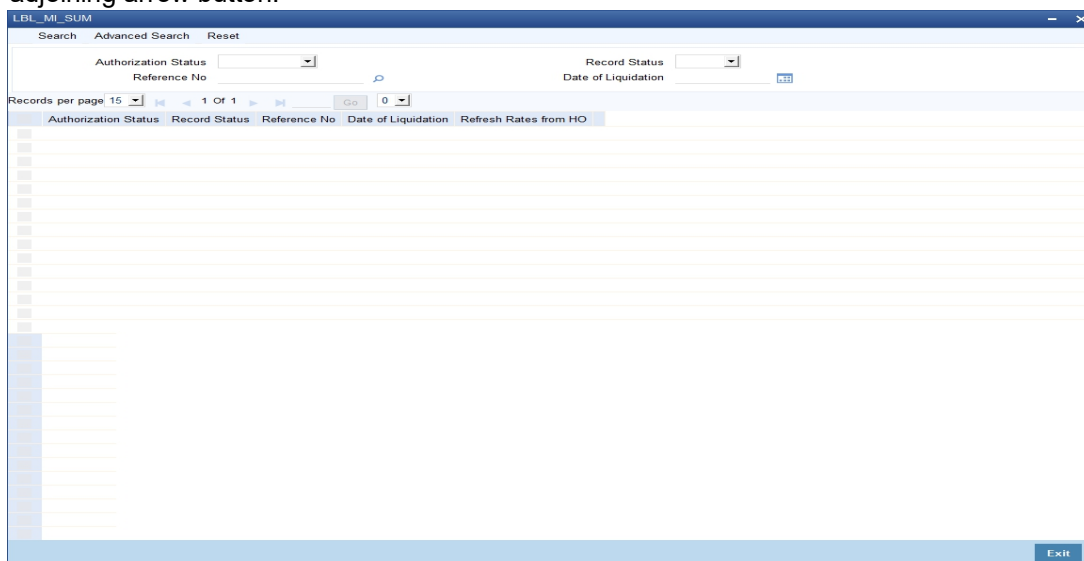 adjoining arrow button.
LBL_MI_SUM
Search Advanced Search Reset
Authorization Status Record Status
Reference No Date of Liquidation
Records per page 15 1 Of 1 Go 0
Authorization Status Record Status Reference No Date of Liquidation Refresh Rates from HO
Exit